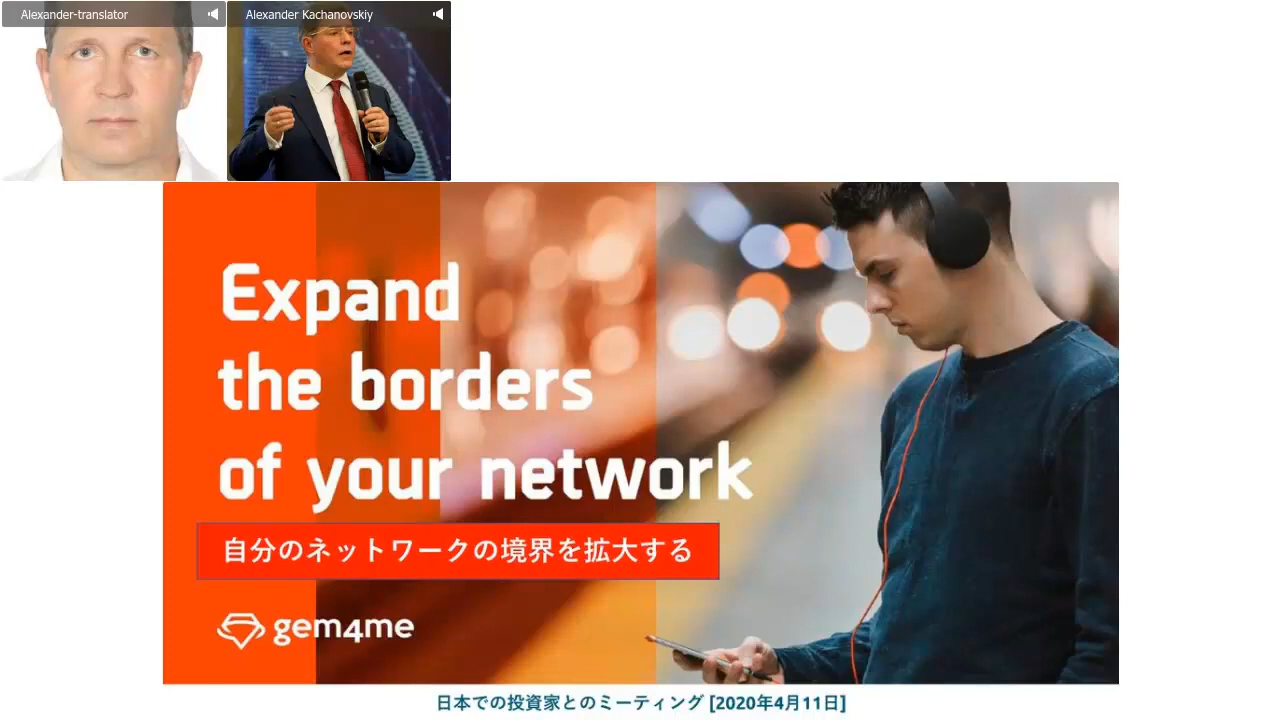 Alexander-translator
Alexander Kachanovskiy
Expand
the borders
of your network
自分のネットワークの境界を拡大する
gem4me
日本での投資家とのミーティング [2020年4月11日]